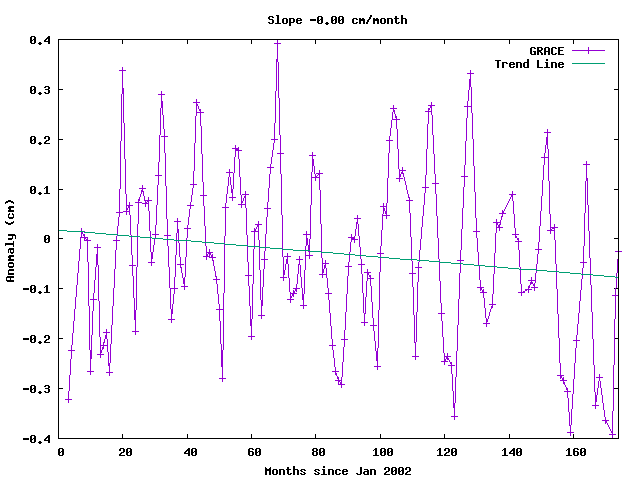 Slope -0.00 cm/month
GRACE
Trend Line
0.4
0.3
0.2
0.1
0
-0.1
-0.2
-0.3
-0.4
Anomaly (cm)
0 20 40 60 80 100 120 140 160
Months since Jan 2002